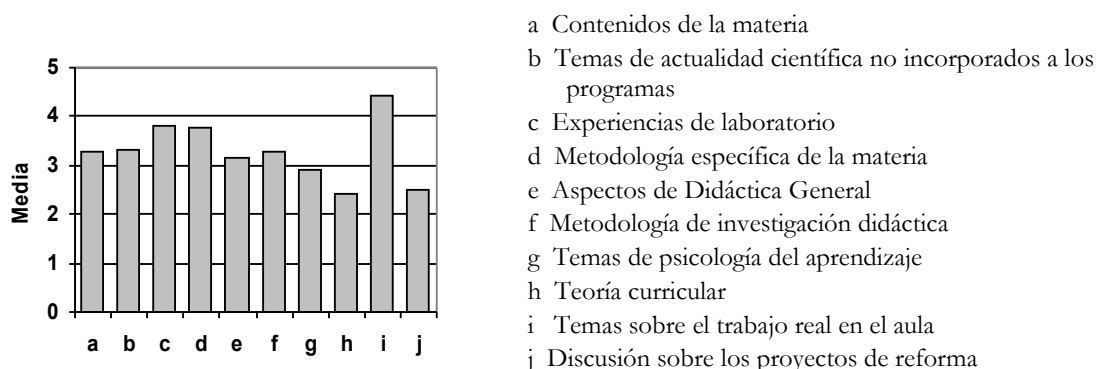 5
4
3
2
1
0
Media
a b c d e f g h i j
a Contenidos de la materia
b Temas de actualidad científica no incorporados a los
programas
c Experiencias de laboratorio
d Metodología específica de la materia
e Aspectos de Didáctica General
f Metodología de investigación didáctica
g Temas de psicología del aprendizaje
h Teoría curricular
i Temas sobre el trabajo real en el aula
j Discusión sobre los proyectos de reforma